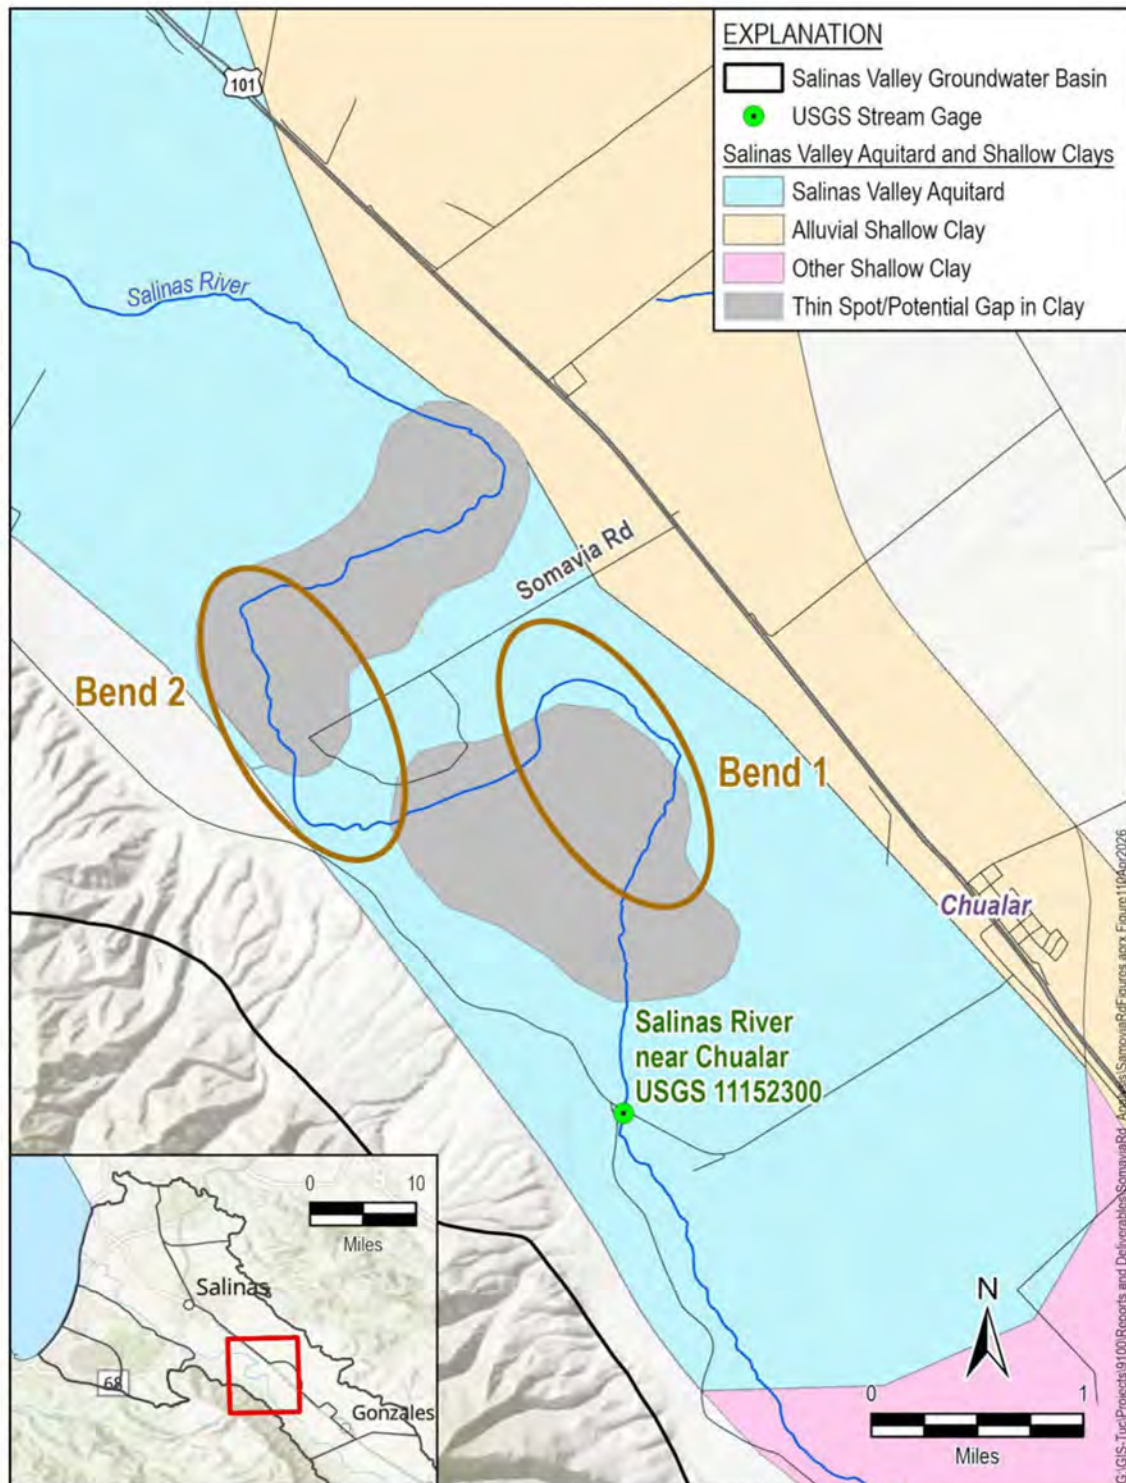 EXPLANATION
Salinas Valley Groundwater Basin
USGS Stream Gage
Salinas Valley Aquitard and Shallow Clays
Salinas Valley Aquitard
Alluvial Shallow Clay
Other Shallow Clay
Thin Spot/Potential Gap in Clay
101
Salinas River
Somavia Rd
Bend 2
Bend 1
Chualar
Salinas River
near Chualar
USGS 11152300
0 10
Miles
Salinas
68
Gonzales
N
0 1
Miles